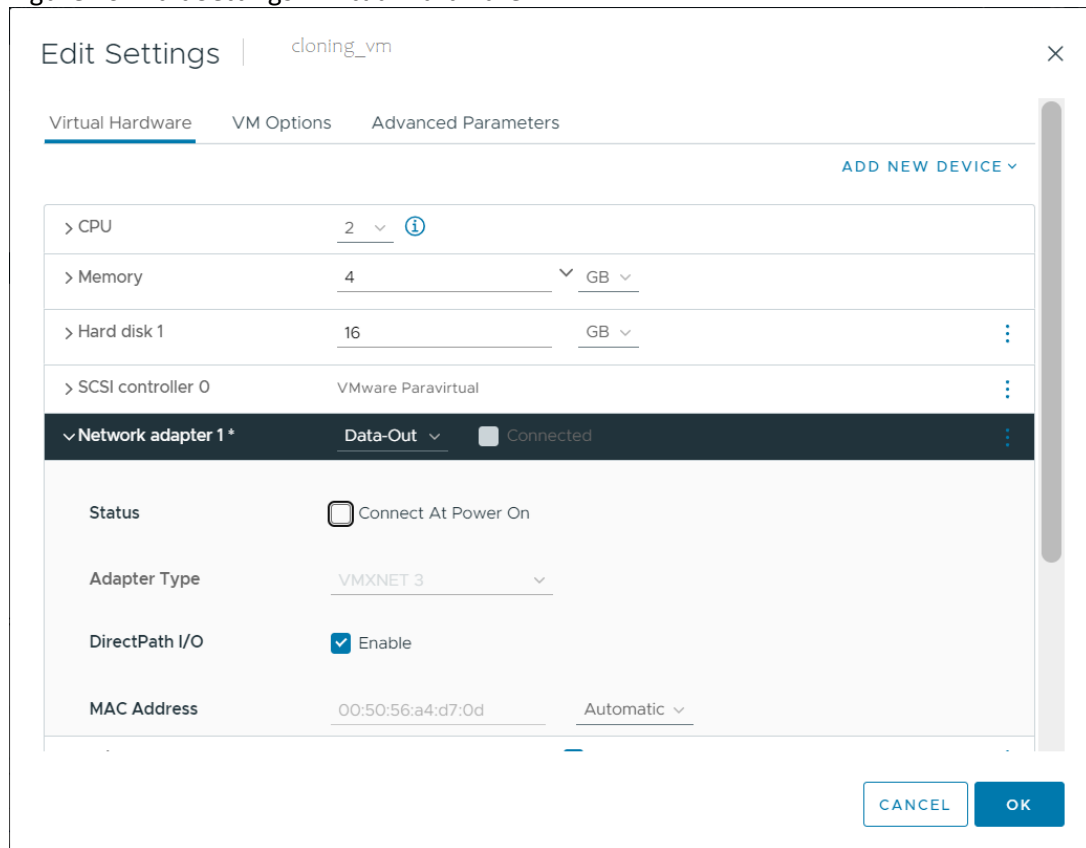 Edit Settings cloning_vm
Virtual Hardware VM Options Advanced Parameters
ADD NEW DEVICE
CPU 2
Memory 4 GB
Hard disk 1 16 GB
SCSI controller 0 VMware Paravirtual
Network adapter 1 * Data-Out Connected
Status Connect At Power On
Adapter Type VMXNET 3
DirectPath I/O Enable
MAC Address 00:50:56:a4:d7:0d Automatic
CANCEL OK